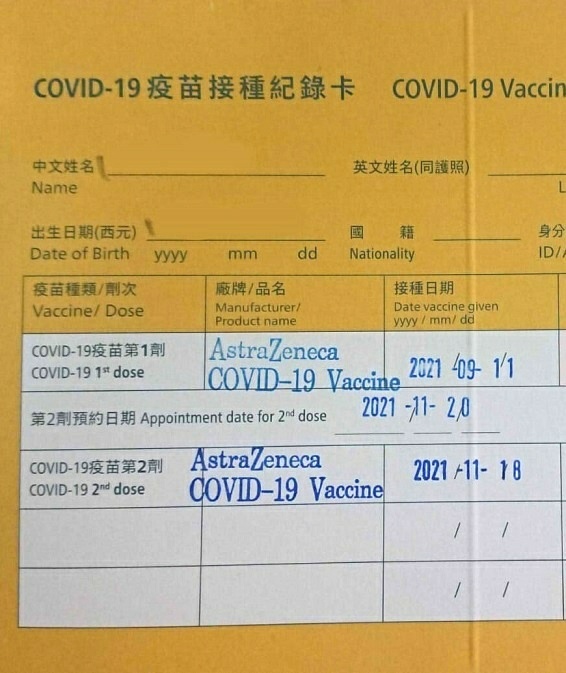 COVID-19 疫苗接種紀錄卡 COVID-19 Vaccin
中文姓名 英文姓名(同護照)
Name L
出生日期(西元) 國 籍 身分
Date of Birth yyyy mm dd Nationality ID/
疫苗種類/劑次 廠牌/品名 接種日期
Vaccine/ Dose Manufacturer/ Product name Date vaccine given yyyy / mm/ dd
COVID-19疫苗第1劑 AstraZeneca
COVID-19 1st dose COVID-19 Vaccine 2021 -09- 11
第2劑預約日期 Appointment date for 2nd dose 2021 -11- 20
COVID-19疫苗第2劑 AstraZeneca
COVID-19 2nd dose COVID-19 Vaccine 2021 -11- 18
/ /
/ /